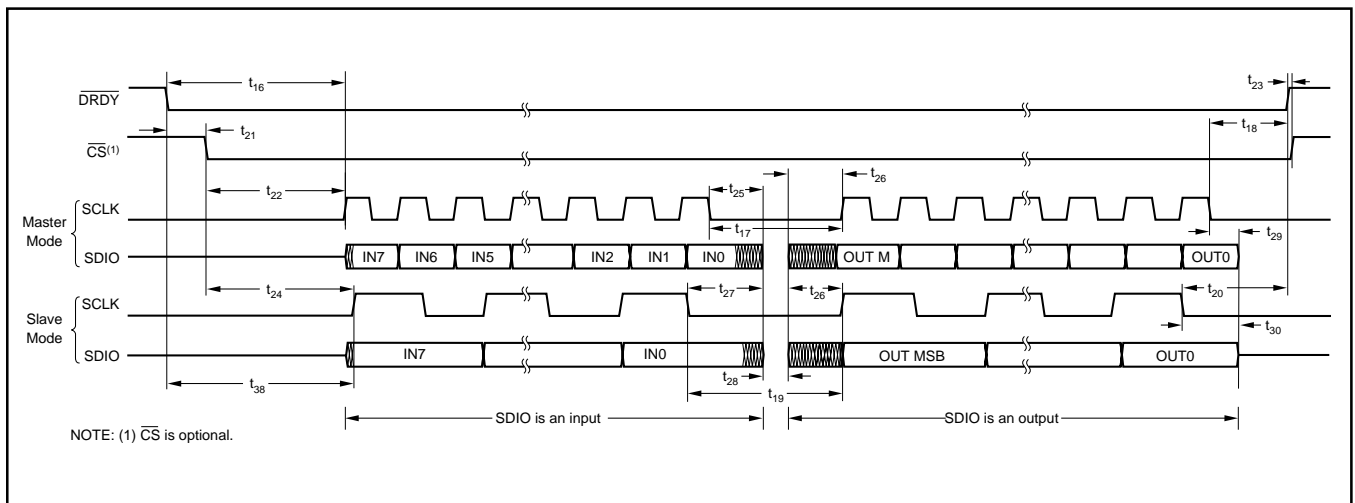 t16
t23
DRDY
t18
t21
CS(1)
t22
t25
t26
SCLK
Master
Mode
t17
t29
SDIO
IN7 IN6 IN5 IN2 IN1 IN0 OUT M OUT0
t24
t27
t26
t20
SCLK
Slave
Mode
t30
SDIO
IN7 IN0 OUT MSB OUT0
t28
t38
t19
SDIO is an input
SDIO is an output
NOTE: (1) CS is optional.